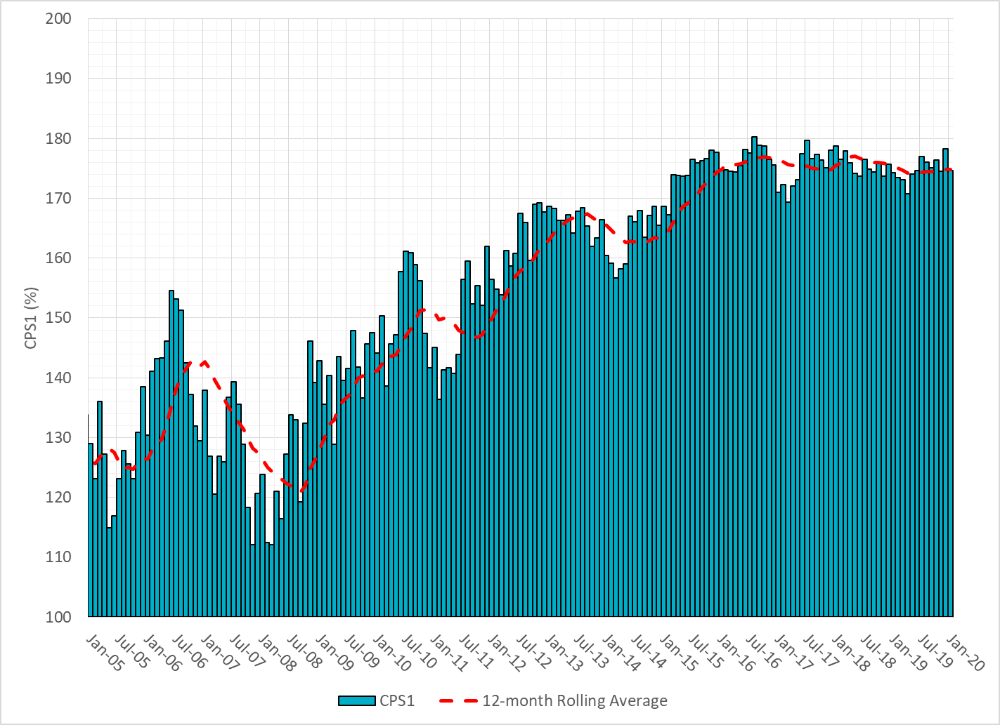 200
190
180
170
160
150
140
130
120
110
100
CPS1 (%)
Jan-05
Jul-05
Jan-06
Jul-06
Jan-07
Jul-07
Jan-08
Jul-08
Jan-09
Jul-09
Jan-10
Jul-10
Jan-11
Jul-11
Jan-12
Jul-12
Jan-13
Jul-13
Jan-14
Jul-14
Jan-15
Jul-15
Jan-16
Jul-16
Jan-17
Jul-17
Jan-18
Jul-18
Jan-19
Jul-19
Jan-20
CPS1
12-month Rolling Average